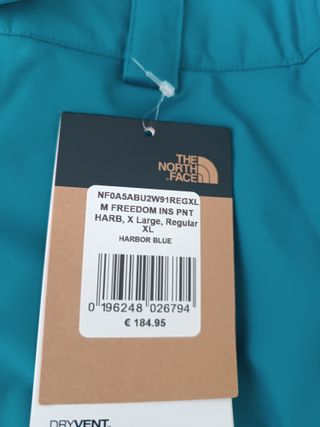 THE
NORTH
FACE
NF0A5ABU2W91REGXL
M FREEDOM INS PNT
HARB, X Large, Regular
XL
HARBOR BLUE
0 196248 026794
€ 184.95
DRYVENT.